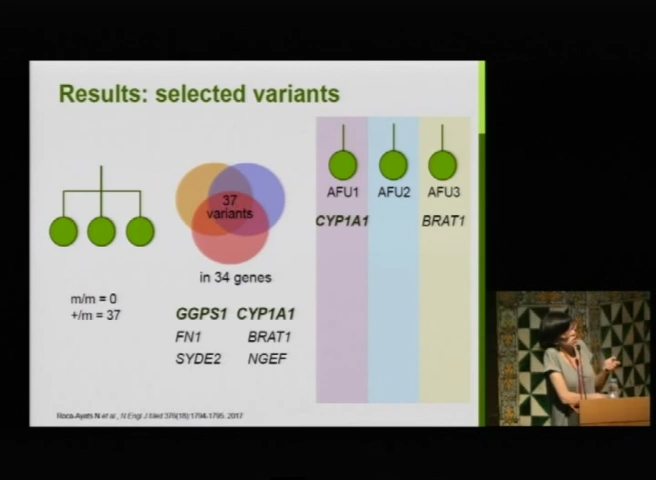 Results: selected variants
37
variants
in 34 genes
m/m = 0
+/m = 37
GGPS1 CYP1A1
FN1 BRAT1
SYDE2 NGEF
AFU1 AFU2 AFU3
CYP1A1 BRAT1
Roca-Ayats N et al., N Engl J Med 376(18):1794-1795. 2017